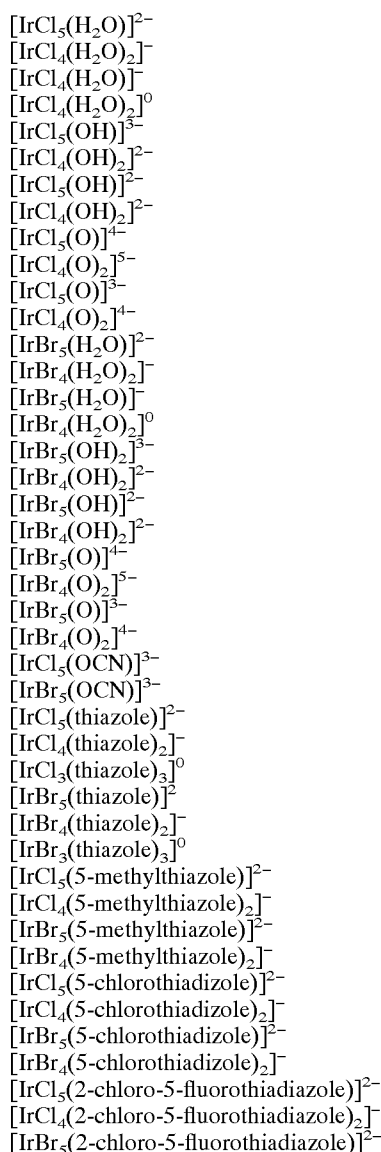 [IrCl₅(H₂O)]²⁻
[IrCl₄(H₂O)₂]⁻
[IrCl₄(H₂O)]⁻
[IrCl₄(H₂O)₂]⁰
[IrCl₅(OH)]³⁻
[IrCl₄(OH)₂]²⁻
[IrCl₅(OH)]²⁻
[IrCl₄(OH)₂]²⁻
[IrCl₅(O)]⁴⁻
[IrCl₄(O)₂]⁵⁻
[IrCl₅(O)]³⁻
[IrCl₄(O)₂]⁴⁻
[IrBr₅(H₂O)]²⁻
[IrBr₄(H₂O)₂]⁻
[IrBr₅(H₂O)]⁻
[IrBr₄(H₂O)₂]⁰
[IrBr₅(OH)₂]³⁻
[IrBr₄(OH)₂]²⁻
[IrBr₅(OH)]²⁻
[IrBr₄(OH)₂]²⁻
[IrBr₅(O)]⁴⁻
[IrBr₄(O)₂]⁵⁻
[IrBr₅(O)]³⁻
[IrBr₄(O)₂]⁴⁻
[IrCl₅(OCN)]³⁻
[IrBr₅(OCN)]³⁻
[IrCl₅(thiazole)]²⁻
[IrCl₄(thiazole)₂]⁻
[IrCl₃(thiazole)₃]⁰
[IrBr₅(thiazole)]²
[IrBr₄(thiazole)₂]⁻
[IrBr₃(thiazole)₃]⁰
[IrCl₅(5-methylthiazole)]²⁻
[IrCl₄(5-methylthiazole)₂]⁻
[IrBr₅(5-methylthiazole)]²⁻
[IrBr₄(5-methylthiazole)₂]⁻
[IrCl₅(5-chlorothiadizole)]²⁻
[IrCl₄(5-chlorothiadizole)₂]⁻
[IrBr₅(5-chlorothiadizole)]²⁻
[IrBr₄(5-chlorothiadizole)₂]⁻
[IrCl₅(2-chloro-5-fluorothiadiazole)]²⁻
[IrCl₄(2-chloro-5-fluorothiadiazole)₂]⁻
[IrBr₅(2-chloro-5-fluorothiadiazole)]²⁻